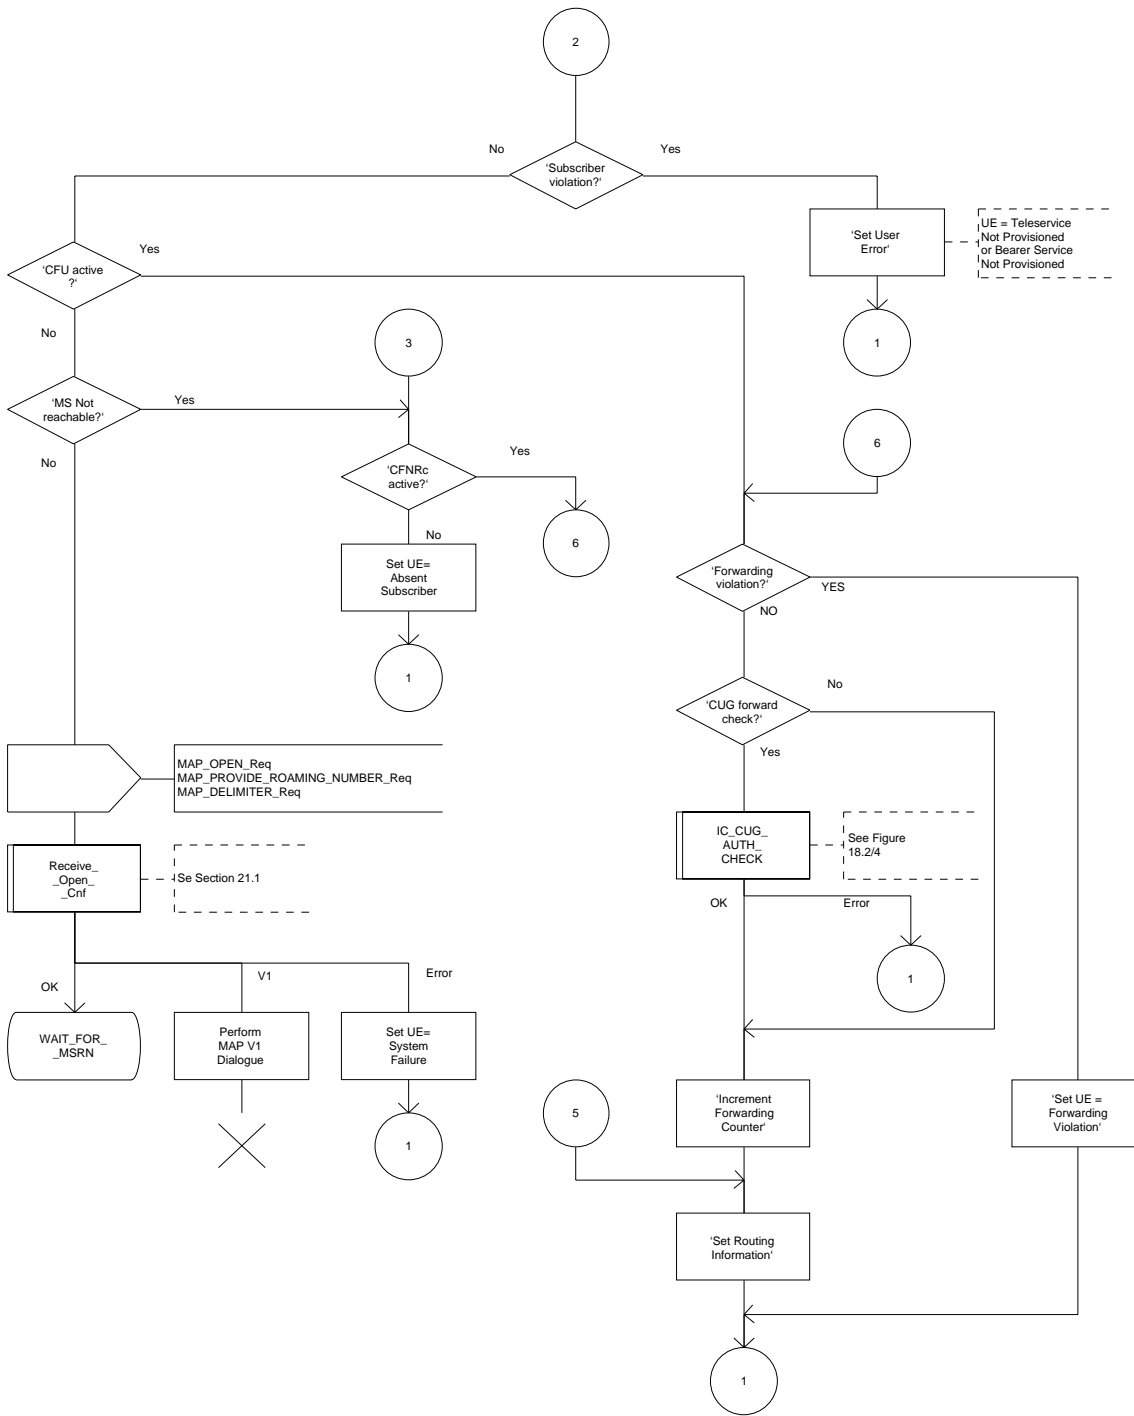 2
No
Yes
‘Subscriber
violation?‘
‘Set User
Error‘
UE = Teleservice
Not Provisioned
or Bearer Service
Not Provisioned
Yes
‘CFU active
?‘
No
3
1
‘MS Not
reachable?‘
Yes
No
6
‘CFNRc
active?‘
Yes
No
6
Set UE=
Absent
Subscriber
‘Forwarding
violation?‘
YES
NO
1
‘CUG forward
check?‘
No
Yes
MAP_OPEN_Req
MAP_PROVIDE_ROAMING_NUMBER_Req
MAP_DELIMITER_Req
IC_CUG_
AUTH_
CHECK
See Figure
18.2/4
Receive_
_Open_
_Cnf
Se Section 21.1
OK
Error
1
OK
V1
Error
WAIT_FOR_
_MSRN
Perform
MAP V1
Dialogue
Set UE=
System
Failure
1
5
‘Increment
Forwarding
Counter‘
‘Set UE =
Forwarding
Violation‘
‘Set Routing
Information‘
1